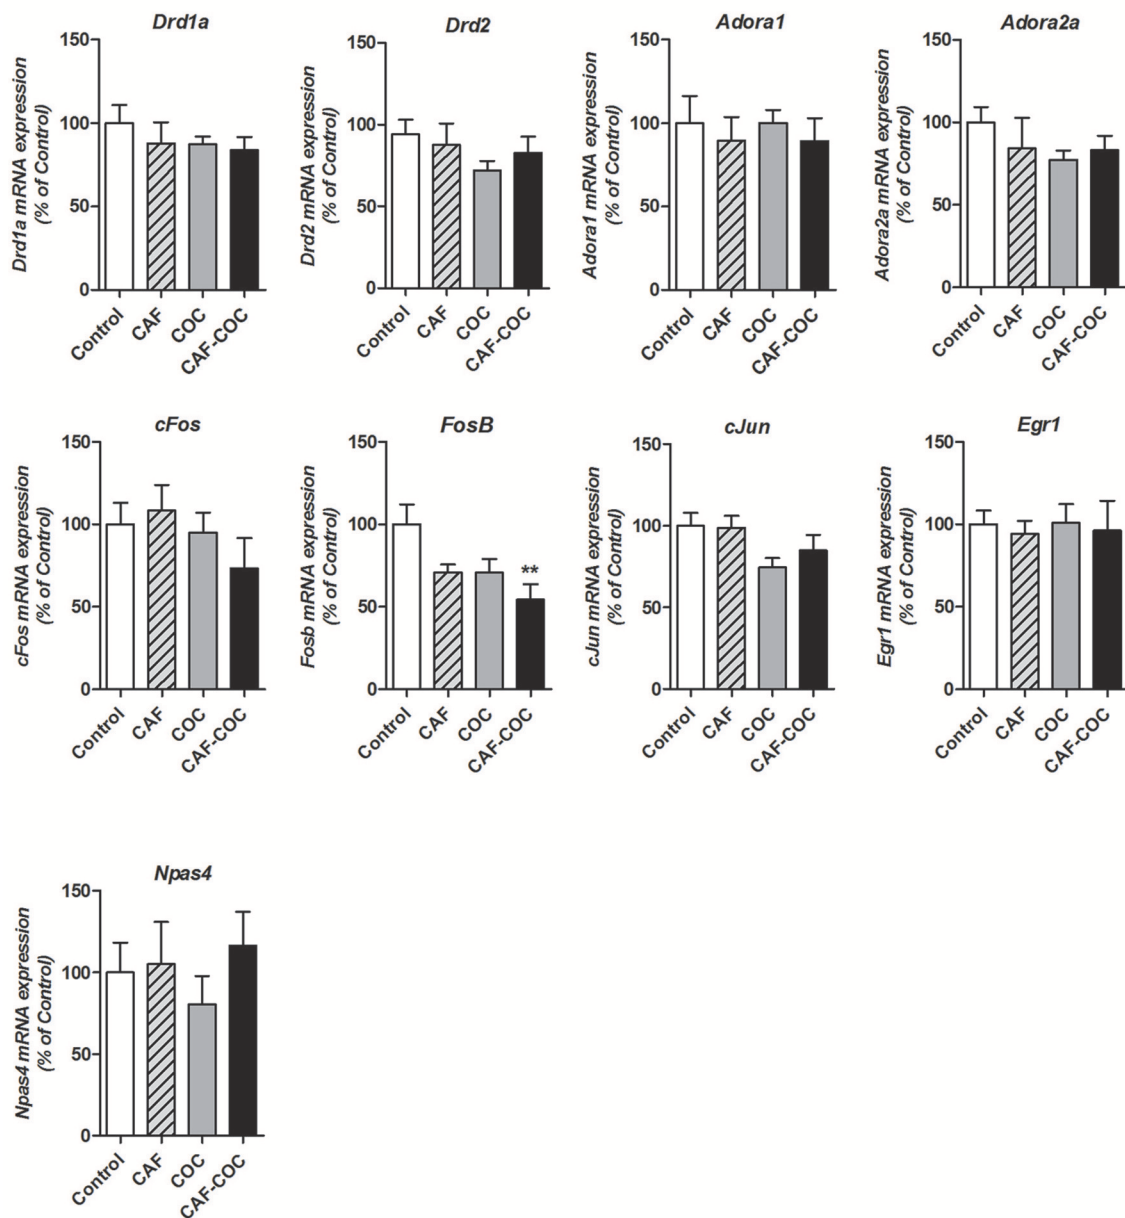 Drd1a
Drd1a mRNA expression
(% of Control)
150
100
50
0
Control
CAF
COC
CAF-COC
Drd2
Drd2 mRNA expression
(% of Control)
150
100
50
0
Control
CAF
COC
CAF-COC
Adora1
Adora1 mRNA expression
(% of Control)
150
100
50
0
Control
CAF
COC
CAF-COC
Adora2a
Adora2a mRNA expression
(% of Control)
150
100
50
0
Control
CAF
COC
CAF-COC
cFos
cFos mRNA expression
(% of Control)
150
100
50
0
Control
CAF
COC
CAF-COC
FosB
Fosb mRNA expression
(% of Control)
150
100
50
0
**
Control
CAF
COC
CAF-COC
cJun
cJun mRNA expression
(% of Control)
150
100
50
0
Control
CAF
COC
CAF-COC
Egr1
Egr1 mRNA expression
(% of Control)
150
100
50
0
Control
CAF
COC
CAF-COC
Npas4
Npas4 mRNA expression
(% of Control)
150
100
50
0
Control
CAF
COC
CAF-COC